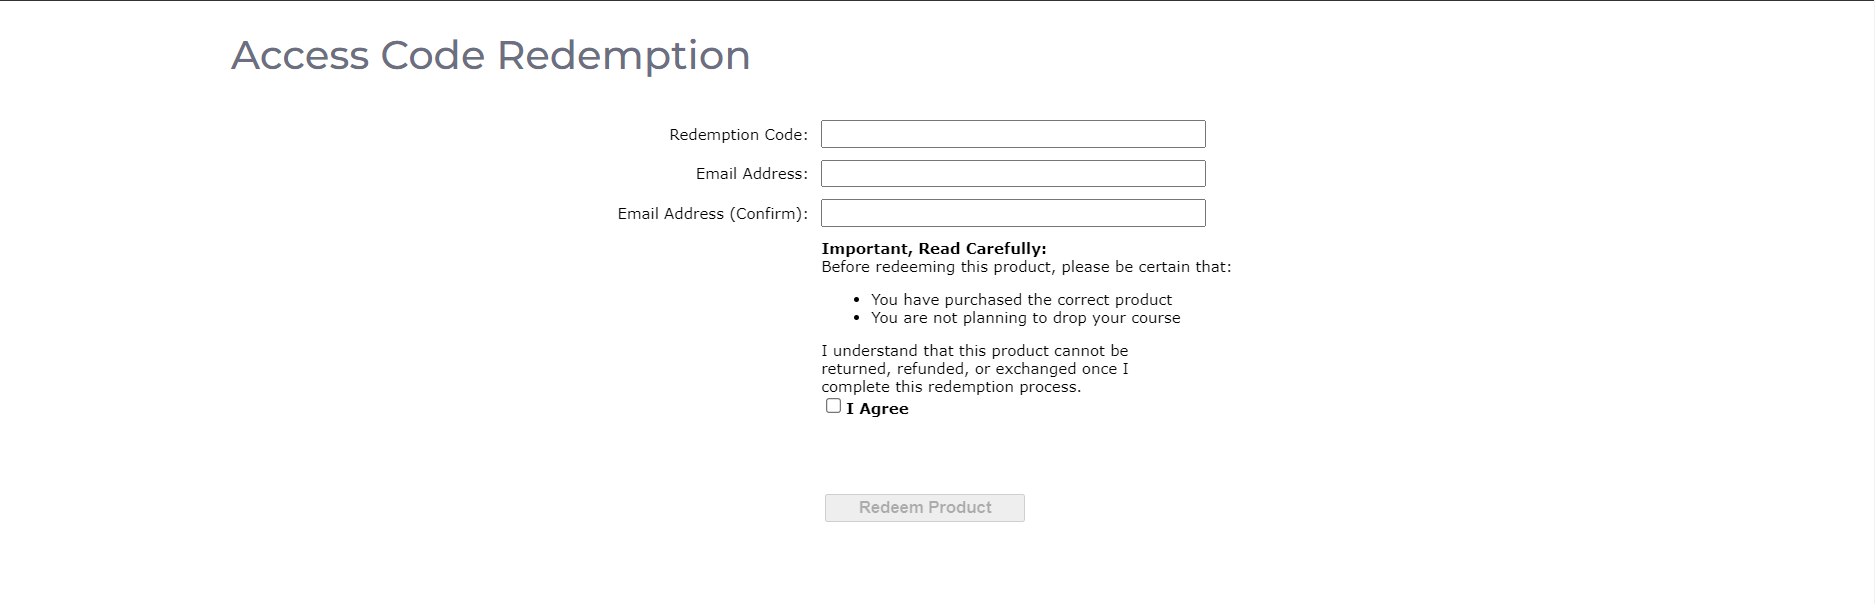 Access Code Redemption
Redemption Code:
Email Address:
Email Address (Confirm):
Important, Read Carefully:
Before redeeming this product, please be certain that:
• You have purchased the correct product
• You are not planning to drop your course
I understand that this product cannot be
returned, refunded, or exchanged once I
complete this redemption process.
I Agree
Redeem Product